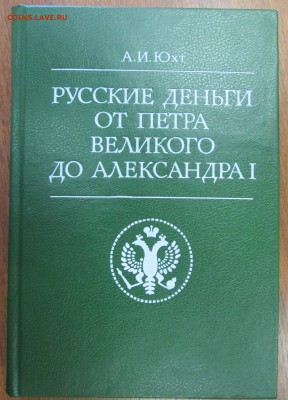 COINS.LAVE.RU
А. И. ЮХТ
РУССКИЕ ДЕНЬГИ
ОТ ПЕТРА
ВЕЛИКОГО
ДО АЛЕКСАНДРА I